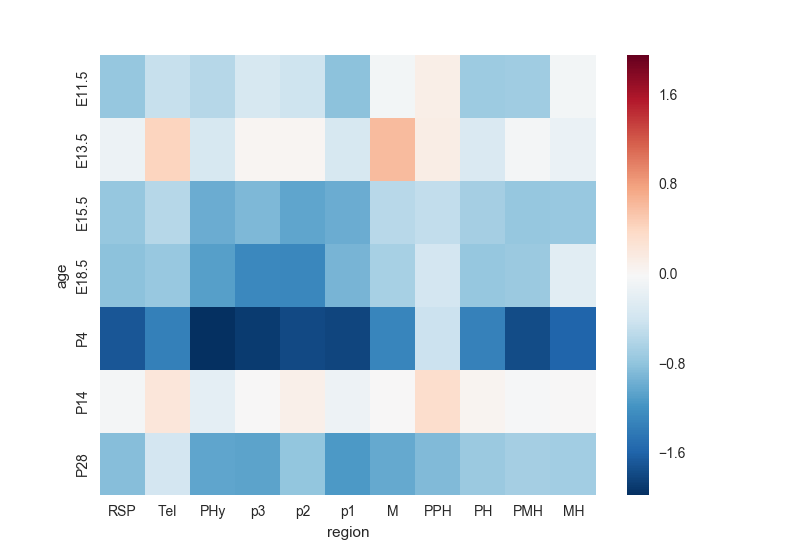 E11.5
E13.5
E15.5
E18.5
P4
P14
P28
age
RSP Tel PHy p3 p2 p1 M PPH PH PMH MH
region
1.6
0.8
0.0
−0.8
−1.6